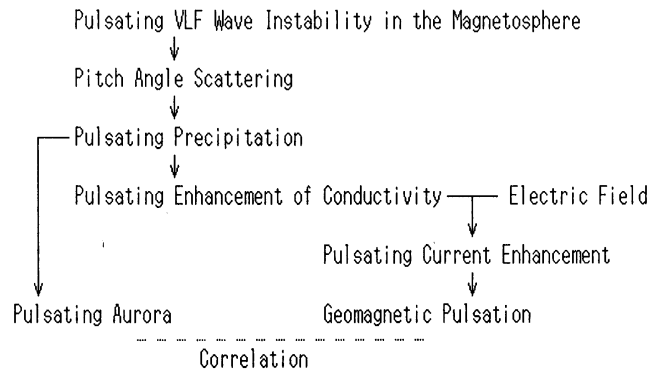 Pulsating VLF Wave Instability in the Magnetosphere
Pitch Angle Scattering
Pulsating Precipitation
Pulsating Enhancement of Conductivity Electric Field
Pulsating Current Enhancement
Pulsating Aurora Geomagnetic Pulsation
Correlation